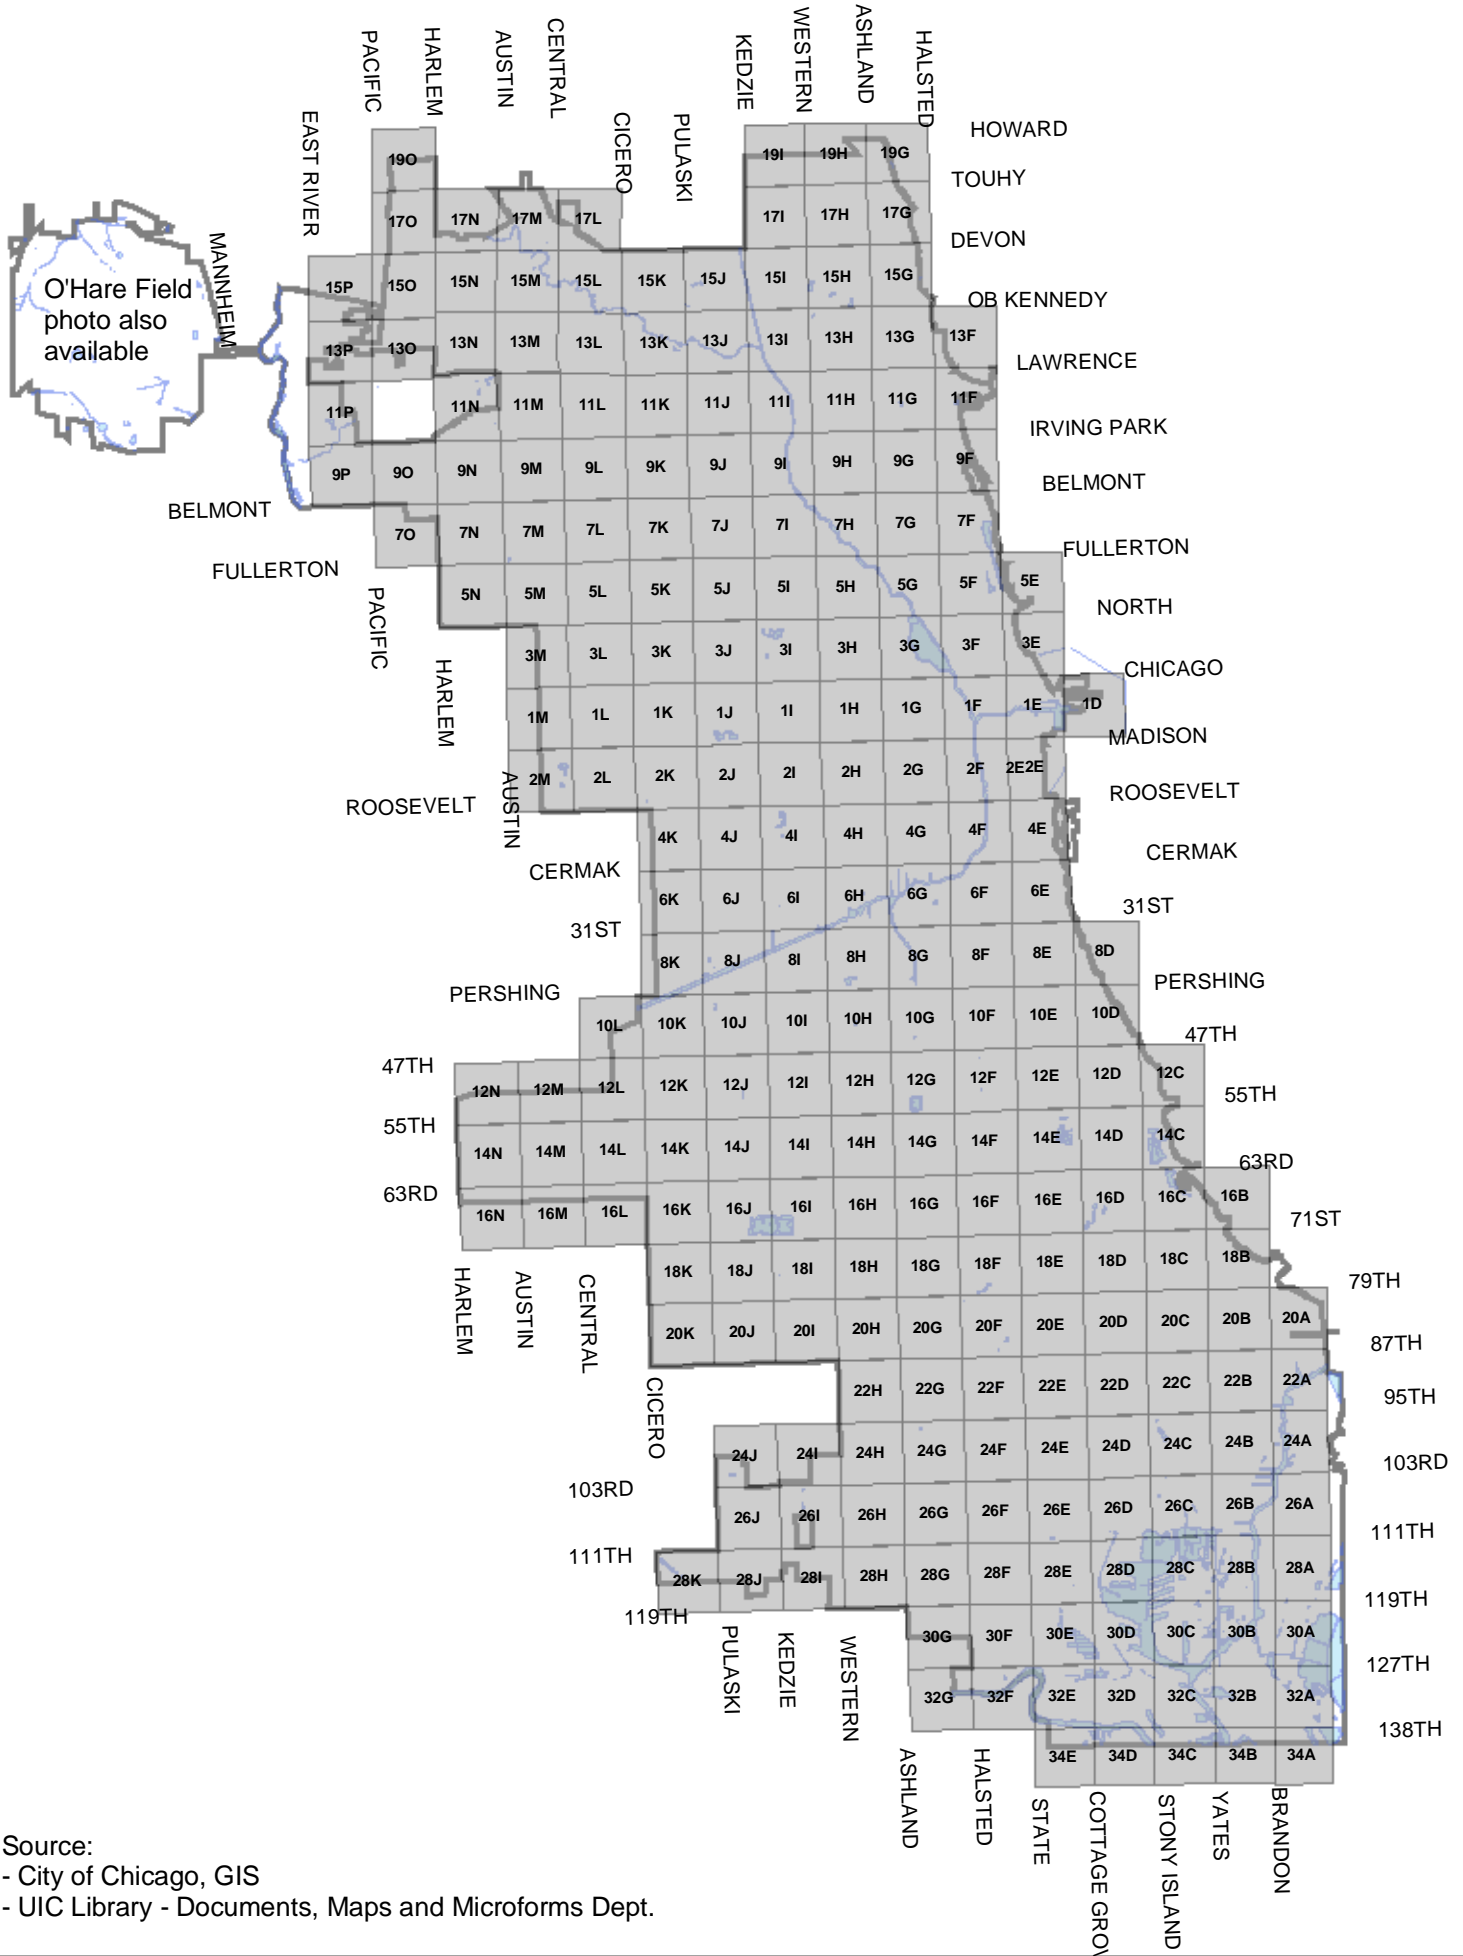 PACIFIC
HARLEM
AUSTIN
CENTRAL
KEDZIE
WESTERN
ASHLAND
HALSTED
EAST RIVER
CICERO
PULASKI
HOWARD
19O
19I 19H 19G
TOUHY
17O 17N 17M 17L
17I 17H 17G
MANNHEIM
DEVON
15P 15O 15N 15M 15L 15K 15J 15I 15H 15G
O'Hare Field
photo also
available
OB KENNEDY
13P 13O 13N 13M 13L 13K 13J 13I 13H 13G 13F
LAWRENCE
11P 11N 11M 11L 11K 11J 11I 11H 11G 11F
IRVING PARK
9P 9O 9N 9M 9L 9K 9J 9I 9H 9G 9F
BELMONT
BELMONT
7O 7N 7M 7L 7K 7J 7I 7H 7G 7F
FULLERTON
FULLERTON
5N 5M 5L 5K 5J 5I 5H 5G 5F 5E
PACIFIC
NORTH
3M 3L 3K 3J 3I 3H 3G 3F 3E
HARLEM
CHICAGO
1M 1L 1K 1J 1I 1H 1G 1F 1E 1D
MADISON
2M 2L 2K 2J 2I 2H 2G 2F 2E2E
AUSTIN
ROOSEVELT
ROOSEVELT
4K 4J 4I 4H 4G 4F 4E
CERMAK
CERMAK
6K 6J 6I 6H 6G 6F 6E
31ST
31ST
8K 8J 8I 8H 8G 8F 8E 8D
PERSHING
PERSHING
10L 10K 10J 10I 10H 10G 10F 10E 10D
47TH
47TH
12N 12M 12L 12K 12J 12I 12H 12G 12F 12E 12D 12C
55TH
55TH
14N 14M 14L 14K 14J 14I 14H 14G 14F 14E 14D 14C
63RD
63RD
16N 16M 16L 16K 16J 16I 16H 16G 16F 16E 16D 16C 16B
71ST
18K 18J 18I 18H 18G 18F 18E 18D 18C 18B
HARLEM
AUSTIN
CENTRAL
79TH
20K 20J 20I 20H 20G 20F 20E 20D 20C 20B 20A
87TH
CICERO
22H 22G 22F 22E 22D 22C 22B 22A
95TH
24J 24I 24H 24G 24F 24E 24D 24C 24B 24A
103RD
103RD
26J 26I 26H 26G 26F 26E 26D 26C 26B 26A
111TH
111TH
28K 28J 28I 28H 28G 28F 28E 28D 28C 28B 28A
119TH
119TH
30G 30F 30E 30D 30C 30B 30A
PULASKI
KEDZIE
WESTERN
127TH
32G 32F 32E 32D 32C 32B 32A
138TH
34E 34D 34C 34B 34A
ASHLAND
HALSTED
STATE
COTTAGE GROV
STONY ISLAND
YATES
BRANDON
Source:
- City of Chicago, GIS
- UIC Library - Documents, Maps and Microforms Dept.